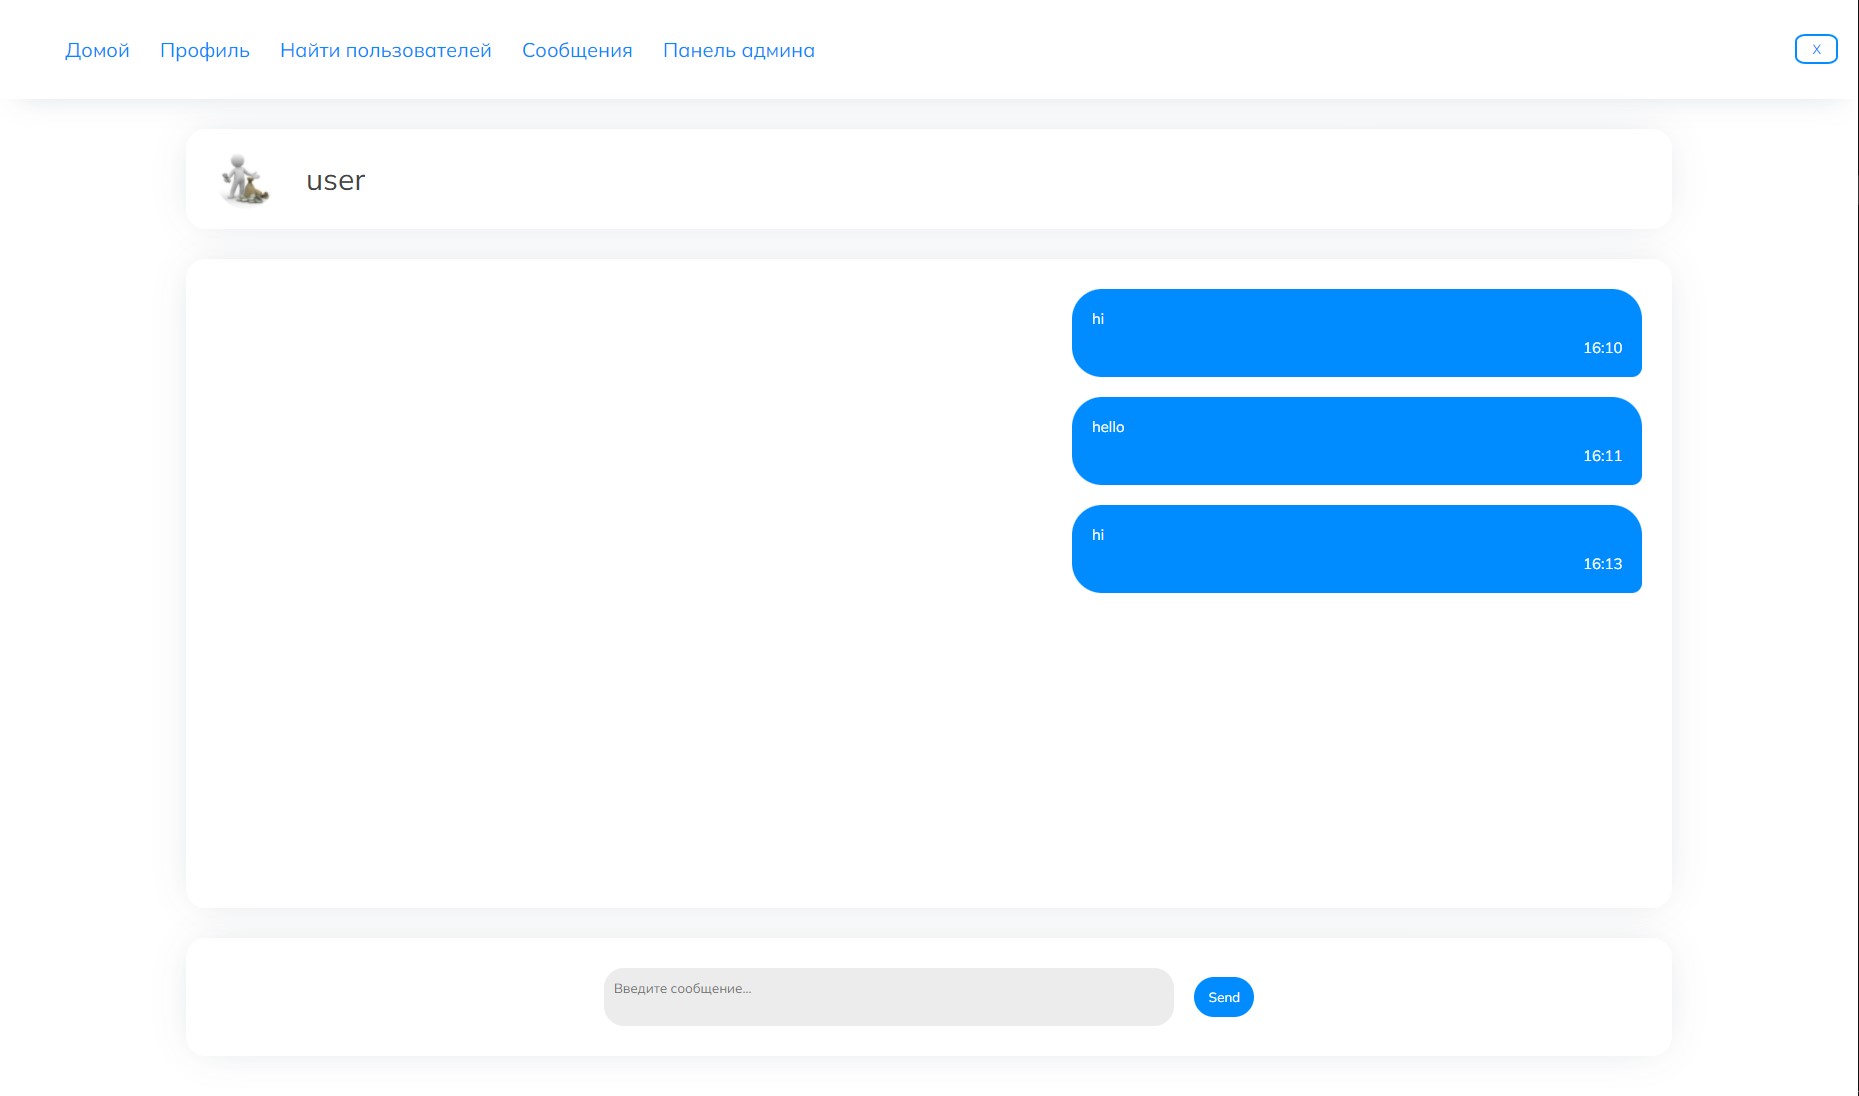 Домой Профиль Найти пользователей Сообщения Панель админа X
user
hi
16:10
hello
16:11
hi
16:13
Введите сообщение...
Send